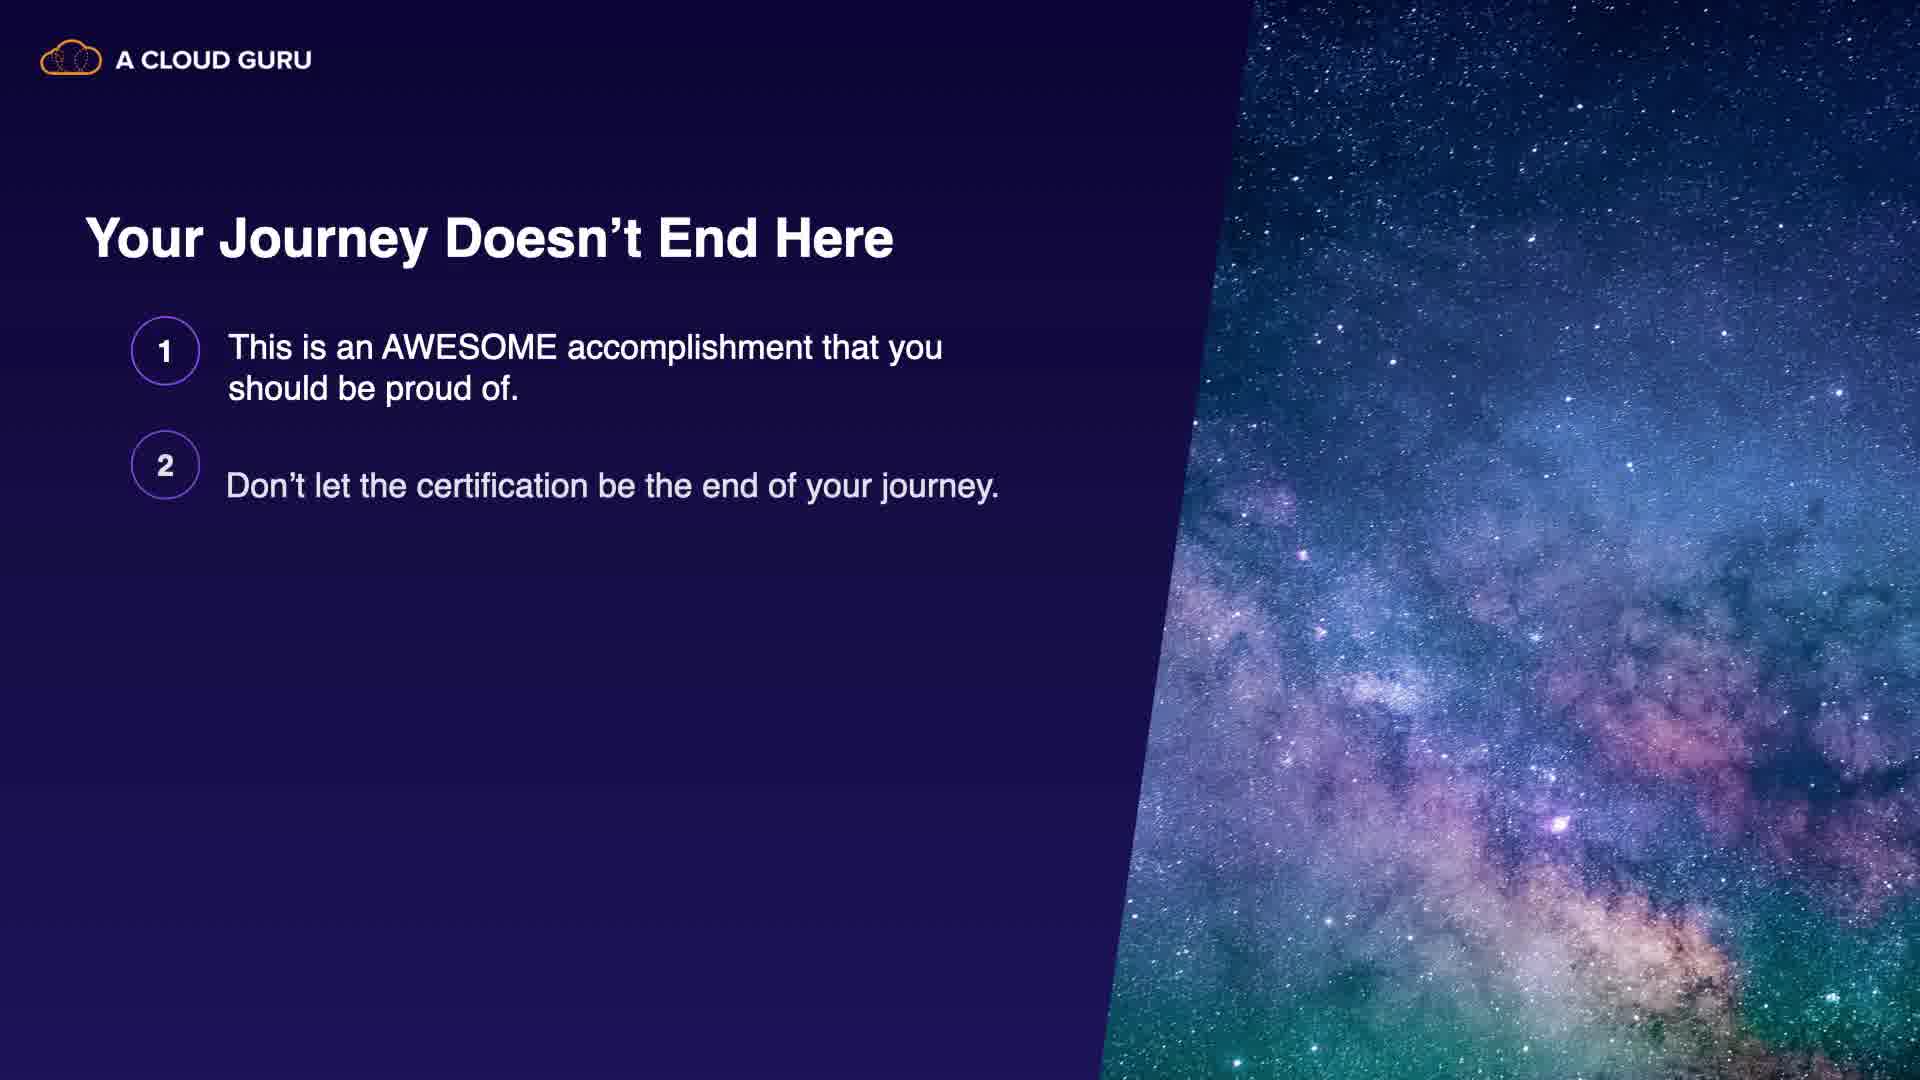 A CLOUD GURU
Your Journey Doesn’t End Here
1
This is an AWESOME accomplishment that you
should be proud of.
2
Don’t let the certification be the end of your journey.